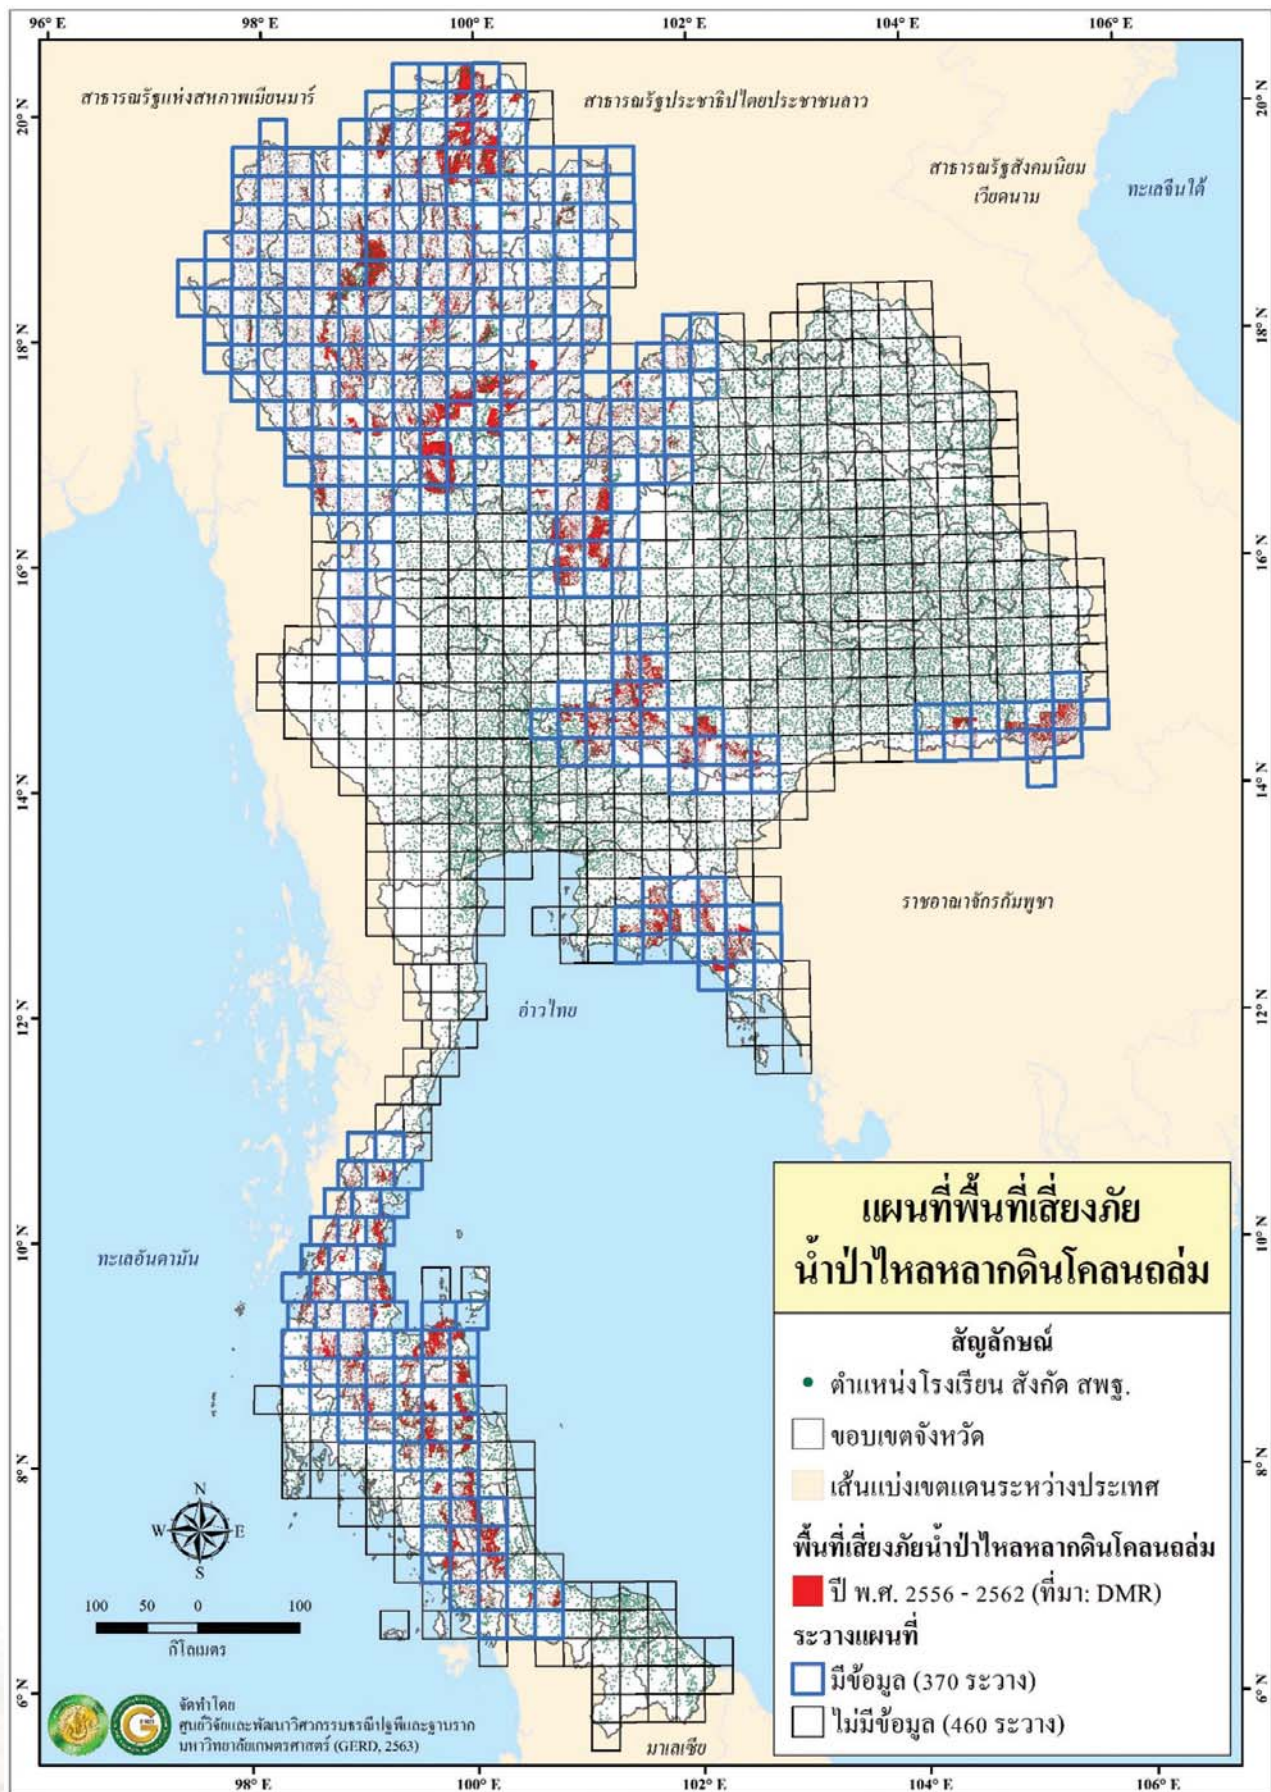 96° E 98° E 100° E 102° E 104° E 106° E
สาธารณรัฐแห่งสหภาพเมียนมาร์
สาธารณรัฐประชาธิปไตยประชาชนลาว
สาธารณรัฐสังคมนิยม
เวียดนาม
ทะเลจีนใต้
20° N 20° N
18° N 18° N
16° N 16° N
14° N 14° N
ราชอาณาจักรกัมพูชา
อ่าวไทย
12° N 12° N
ทะเลอันดามัน
10° N 10° N
8° N 8° N
6° N 6° N
แผนที่พื้นที่เสี่ยงภัย
น้ำป่าไหลหลากดินโคลนถล่ม
สัญลักษณ์
ตำแหน่งโรงเรียน สังกัด สพฐ.
ขอบเขตจังหวัด
เส้นแบ่งเขตแดนระหว่างประเทศ
พื้นที่เสี่ยงภัยน้ำป่าไหลหลากดินโคลนถล่ม
ปี พ.ศ. 2556 - 2562 (ที่มา: DMR)
ระวางแผนที่
มีข้อมูล (370 ระวาง)
ไม่มีข้อมูล (460 ระวาง)
N
W E
S
100 50 0 100
กิโลเมตร
จัดทำโดย
ศูนย์วิจัยและพัฒนาวิศวกรรมธรณีปฐพีและฐานราก
มหาวิทยาลัยเกษตรศาสตร์ (GERD, 2563)
มาเลเซีย
98° E 100° E 102° E 104° E 106° E